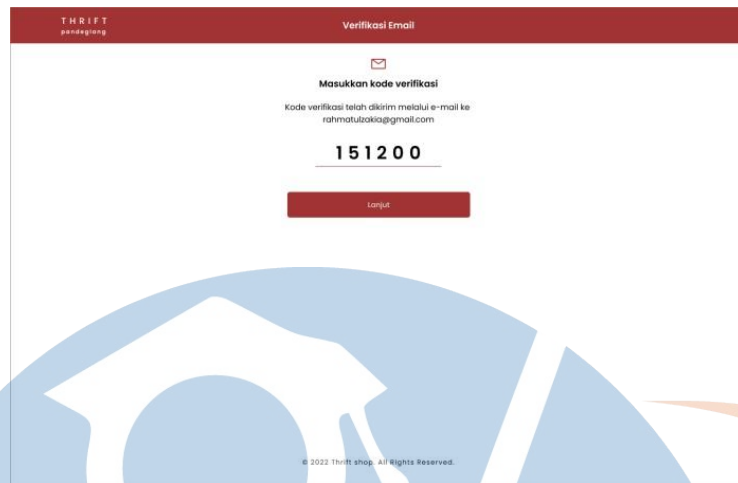 THRIFT
pandeglang
Verifikasi Email
Masukkan kode verifikasi
Kode verifikasi telah dikirim melalui e-mail ke
rahmatulzakia@gmail.com
151200
Lanjut
© 2022 Thrift shop. All Rights Reserved.